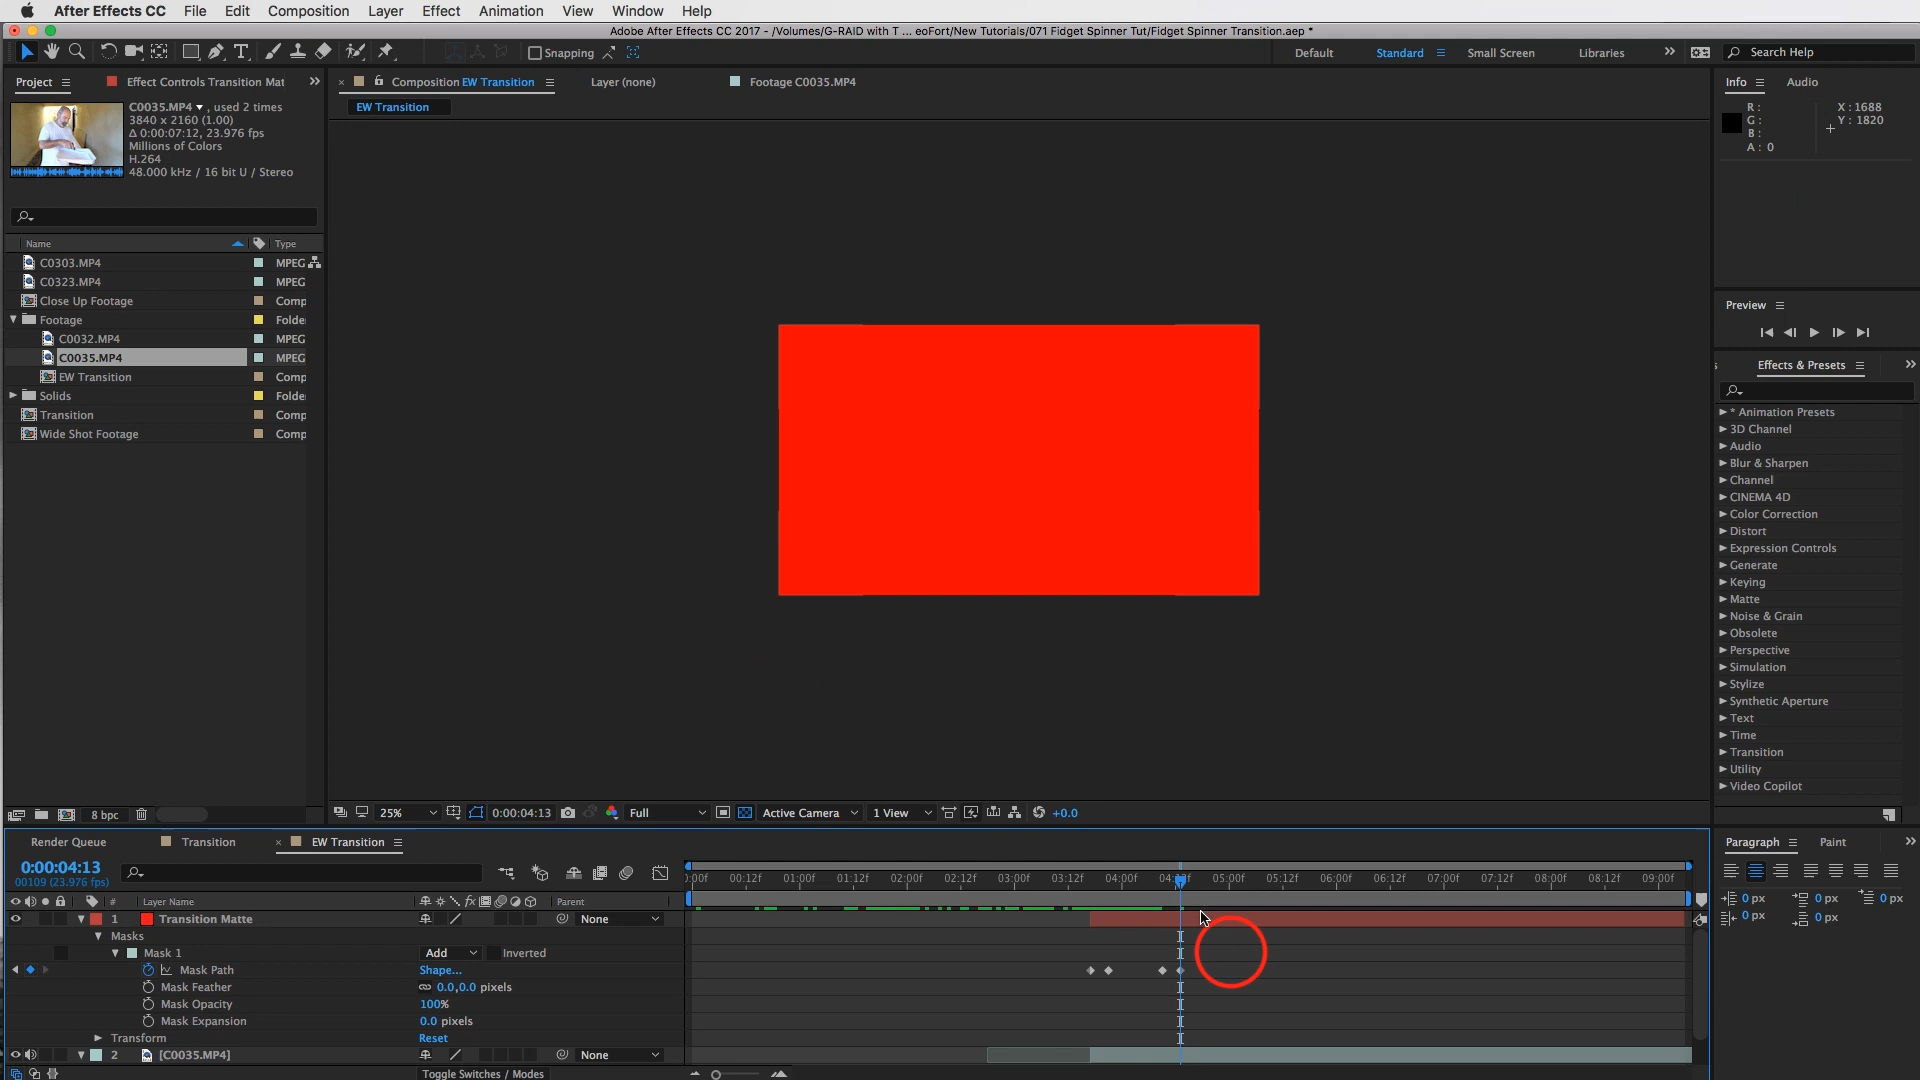 After Effects CC File Edit Composition Layer Effect Animation View Window Help
Adobe After Effects CC 2017 - /Volumes/G-RAID with T ... eoFort/New Tutorials/071 Fidget Spinner Tut/Fidget Spinner Transition.aep *
Snapping Default Standard Small Screen Libraries Search Help
Project Effect Controls Transition Mat Composition EW Transition Layer (none) Footage C0035.MP4 Info Audio
EW Transition
C0035.MP4 , used 2 times
3840 x 2160 (1.00)
Δ 0:00:07:12, 23.976 fps
Millions of Colors
H.264
48.000 kHz / 16 bit U / Stereo
R: X: 1688
G: Y: 1820
B:
A: 0
Name Type
C0303.MP4 MPEG
C0323.MP4 MPEG
Close Up Footage Comp
Footage Folde
C0032.MP4 MPEG
C0035.MP4 MPEG
EW Transition Comp
Solids Folde
Transition Comp
Wide Shot Footage Comp
Preview
Effects & Presets
* Animation Presets
3D Channel
Audio
Blur & Sharpen
Channel
CINEMA 4D
Color Correction
Distort
Expression Controls
Generate
Keying
Matte
Noise & Grain
Obsolete
Perspective
Simulation
Stylize
Synthetic Aperture
Text
Time
Transition
Utility
Video Copilot
8 bpc 25% 0:00:04:13 Full Active Camera 1 View +0.0
Render Queue Transition EW Transition Paragraph Paint
0:00:04:13
00109 (23.976 fps)
:00f 00:12f 01:00f 01:12f 02:00f 02:12f 03:00f 03:12f 04:00f 05:00f 05:12f 06:00f 06:12f 07:00f 07:12f 08:00f 08:12f 09:00f
# Layer Name Parent
0 px 0 px 0 px
0 px 0 px
1 Transition Matte None
Masks
Mask 1 Add Inverted
Mask Path Shape...
Mask Feather 0.0,0.0 pixels
Mask Opacity 100%
Mask Expansion 0.0 pixels
Transform Reset
2 [C0035.MP4] None
Toggle Switches / Modes